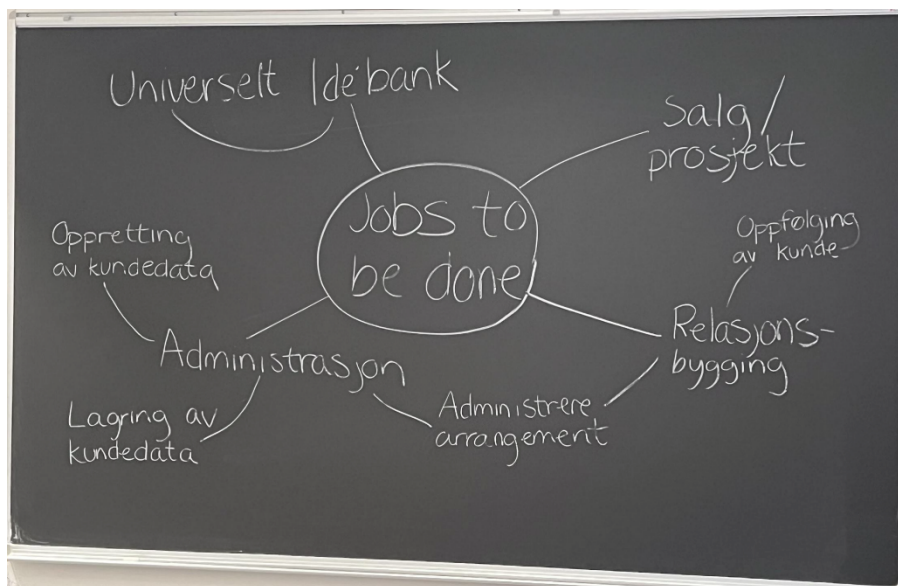 Universelt Idébank
Salg/
prosjekt
Jobs to
be done
Oppretting
av kundedata
Oppfølging
av kunde
Administrasjon
Relasjons-
bygging
Lagring av
kundedata
Administrere
arrangement